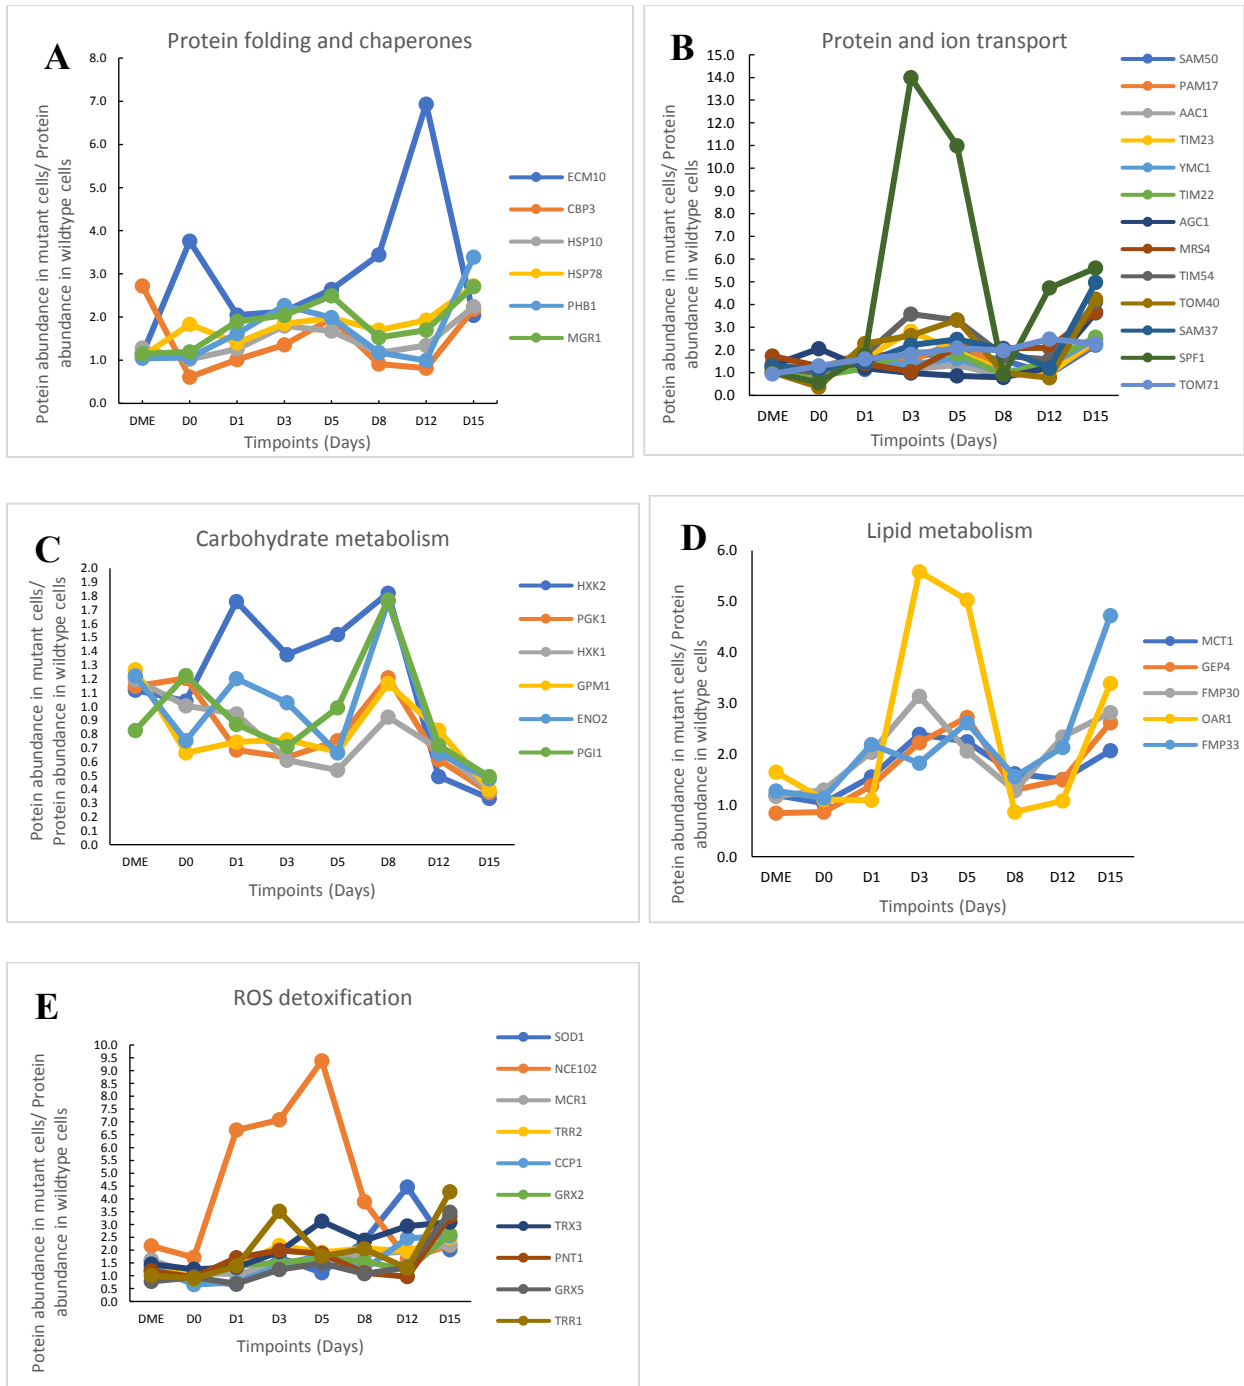 A
Protein folding and chaperones
Potein abundance in mutant cells/ Protein
abundance in wildtype cells
8.0
7.0
6.0
5.0
4.0
3.0
2.0
1.0
0.0
DME D0 D1 D3 D5 D8 D12 D15
Timpoints (Days)
ECM10
CBP3
HSP10
HSP78
PHB1
MGR1
B
Protein and ion transport
Potein abundance in mutant cells/ Protein
abundance in wildtype cells
15.0
14.0
13.0
12.0
11.0
10.0
9.0
8.0
7.0
6.0
5.0
4.0
3.0
2.0
1.0
0.0
DME D0 D1 D3 D5 D8 D12 D15
Timpoints (Days)
SAM50
PAM17
AAC1
TIM23
YMC1
TIM22
AGC1
MRS4
TIM54
TOM40
SAM37
SPF1
TOM71
C
Carbohydrate metabolism
Potein abundance in mutant cells/
Protein abundance in wildtype cells
2.0
1.9
1.8
1.7
1.6
1.5
1.4
1.3
1.2
1.1
1.0
0.9
0.8
0.7
0.6
0.5
0.4
0.3
0.2
0.1
0.0
DME D0 D1 D3 D5 D8 D12 D15
Timpoints (Days)
HXK2
PGK1
HXK1
GPM1
ENO2
PGI1
D
Lipid metabolism
Potein abundance in mutant cells/ Protein
abundance in wildtype cells
6.0
5.0
4.0
3.0
2.0
1.0
0.0
DME D0 D1 D3 D5 D8 D12 D15
Timpoints (Days)
MCT1
GEP4
FMP30
OAR1
FMP33
E
ROS detoxification
Potein abundance in mutant cells/ Protein
abundance in wildtype cells
10.0
9.5
9.0
8.5
8.0
7.5
7.0
6.5
6.0
5.5
5.0
4.5
4.0
3.5
3.0
2.5
2.0
1.5
1.0
0.5
0.0
DME D0 D1 D3 D5 D8 D12 D15
Timpoints (Days)
SOD1
NCE102
MCR1
TRR2
CCP1
GRX2
TRX3
PNT1
GRX5
TRR1